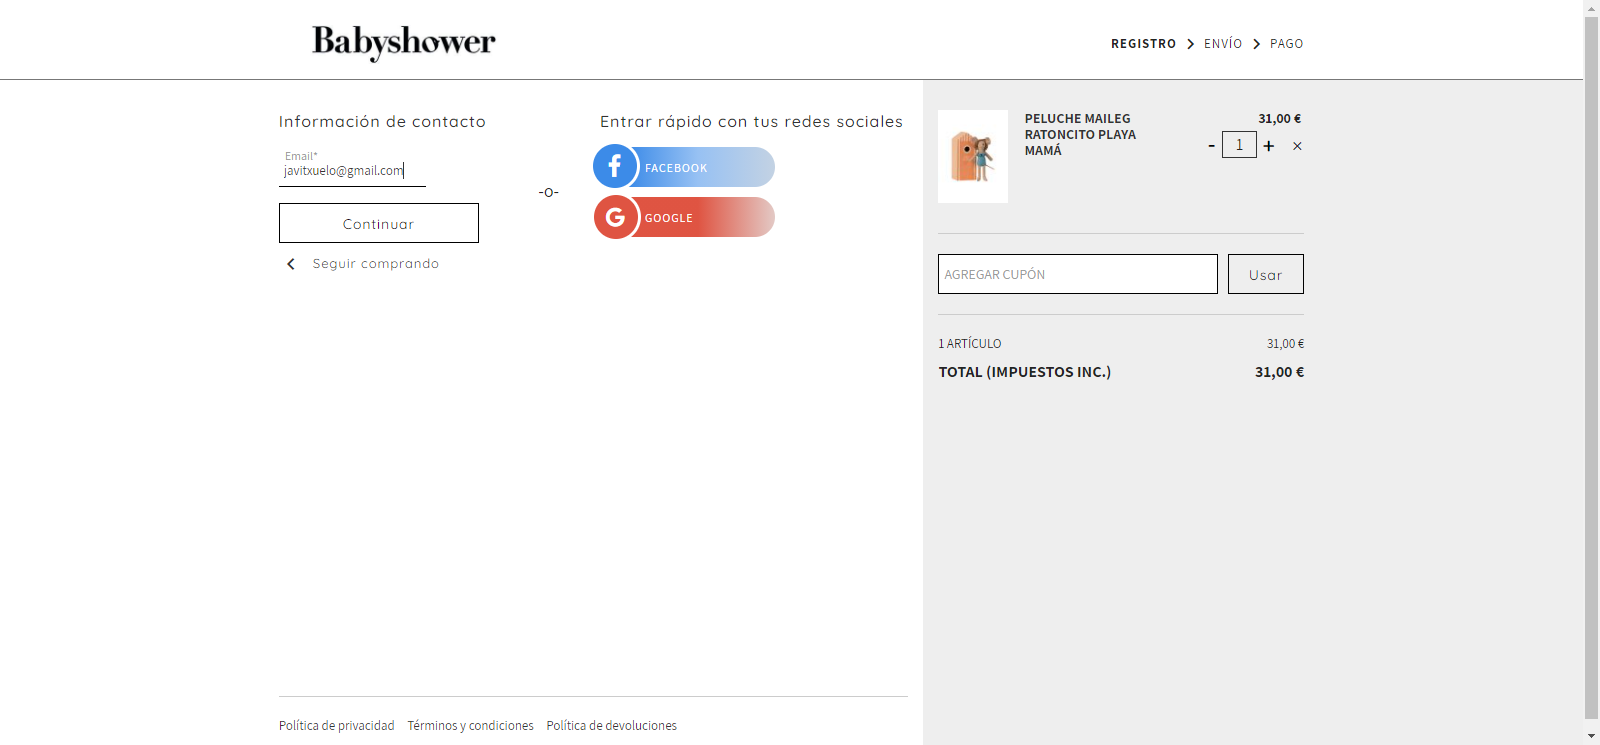 Babyshower
REGISTRO > ENVÍO > PAGO
Información de contacto
Email*
javitxuelo@gmail.com
Continuar
Seguir comprando
-O-
Entrar rápido con tus redes sociales
FACEBOOK
GOOGLE
PELUCHE MAILEG
RATONCITO PLAYA
MAMÁ
31,00 €
- 1 + ×
AGREGAR CUPÓN
Usar
1 ARTÍCULO 31,00 €
TOTAL (IMPUESTOS INC.) 31,00 €
Política de privacidad Términos y condiciones Política de devoluciones